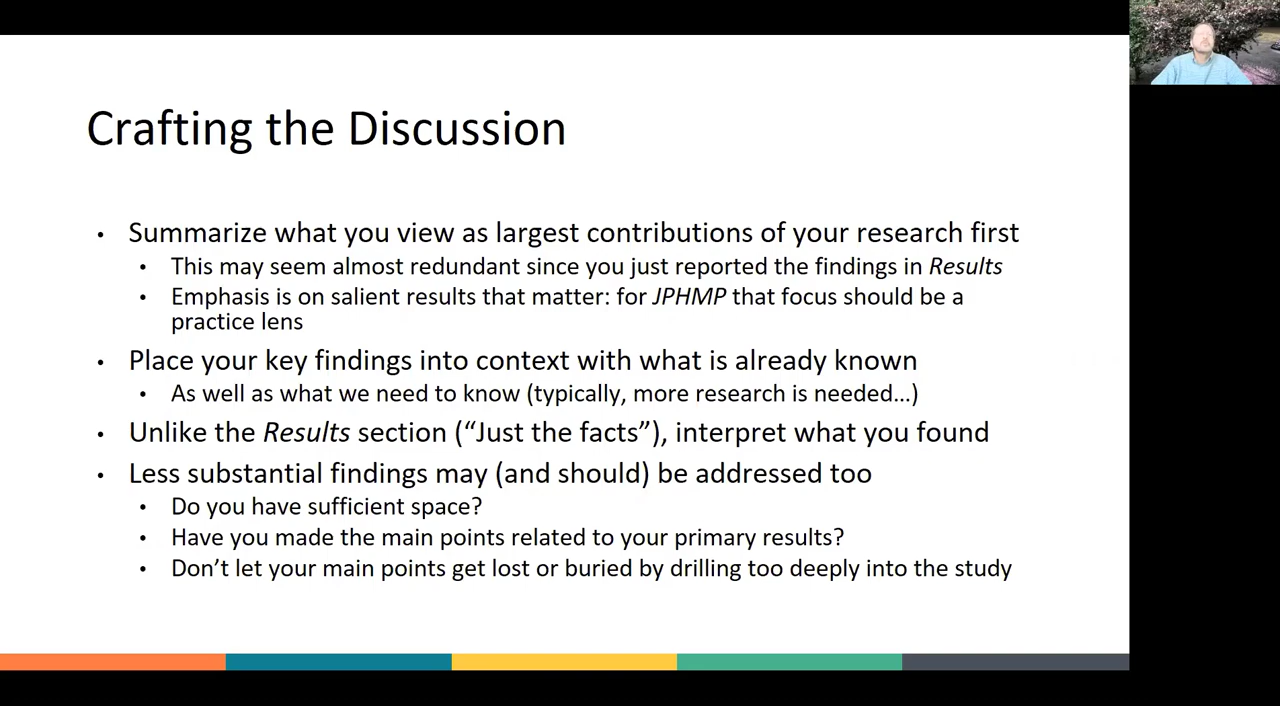 Crafting the Discussion
• Summarize what you view as largest contributions of your research first
• This may seem almost redundant since you just reported the findings in Results
• Emphasis is on salient results that matter: for JPHMP that focus should be a
practice lens
• Place your key findings into context with what is already known
• As well as what we need to know (typically, more research is needed…)
• Unlike the Results section (“Just the facts”), interpret what you found
• Less substantial findings may (and should) be addressed too
• Do you have sufficient space?
• Have you made the main points related to your primary results?
• Don’t let your main points get lost or buried by drilling too deeply into the study